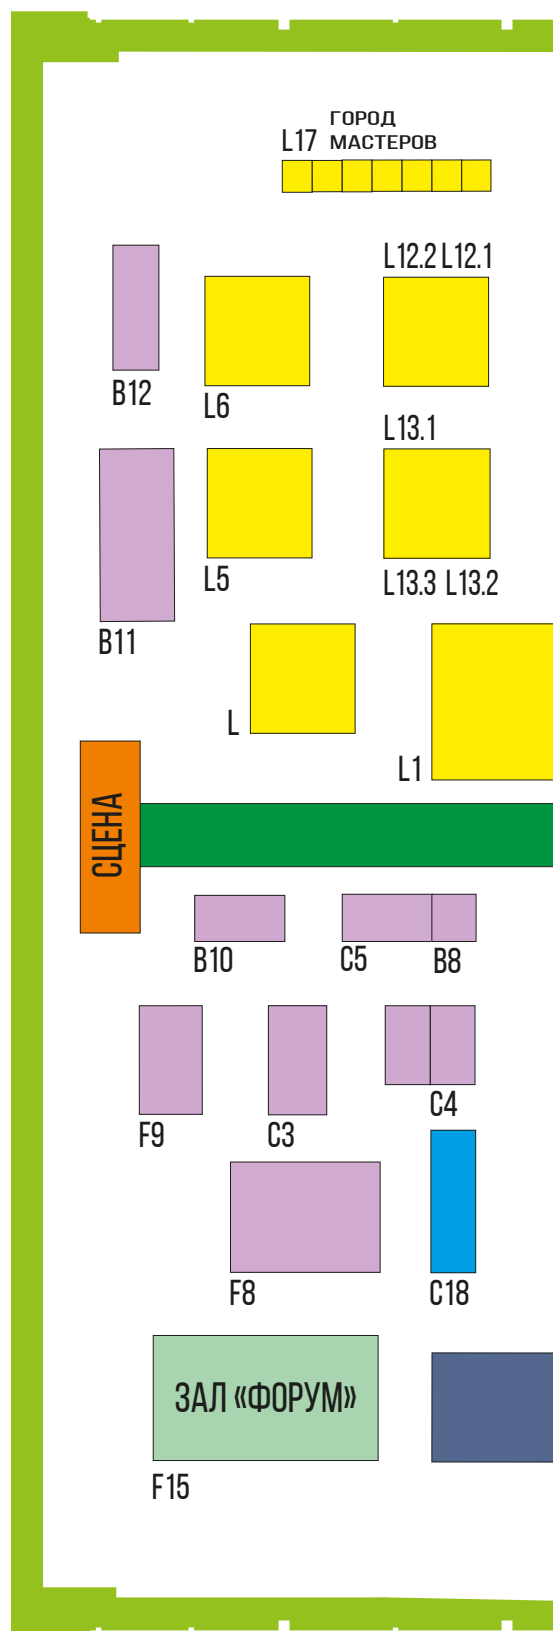 ГОРОД
L17 МАСТЕРОВ
L12.2 L12.1
B12
L6
L13.1
L5
L13.3 L13.2
B11
L
L1
СЦЕНА
B10
C5
B8
C4
F9
C3
F8
C18
ЗАЛ «ФОРУМ»
F15